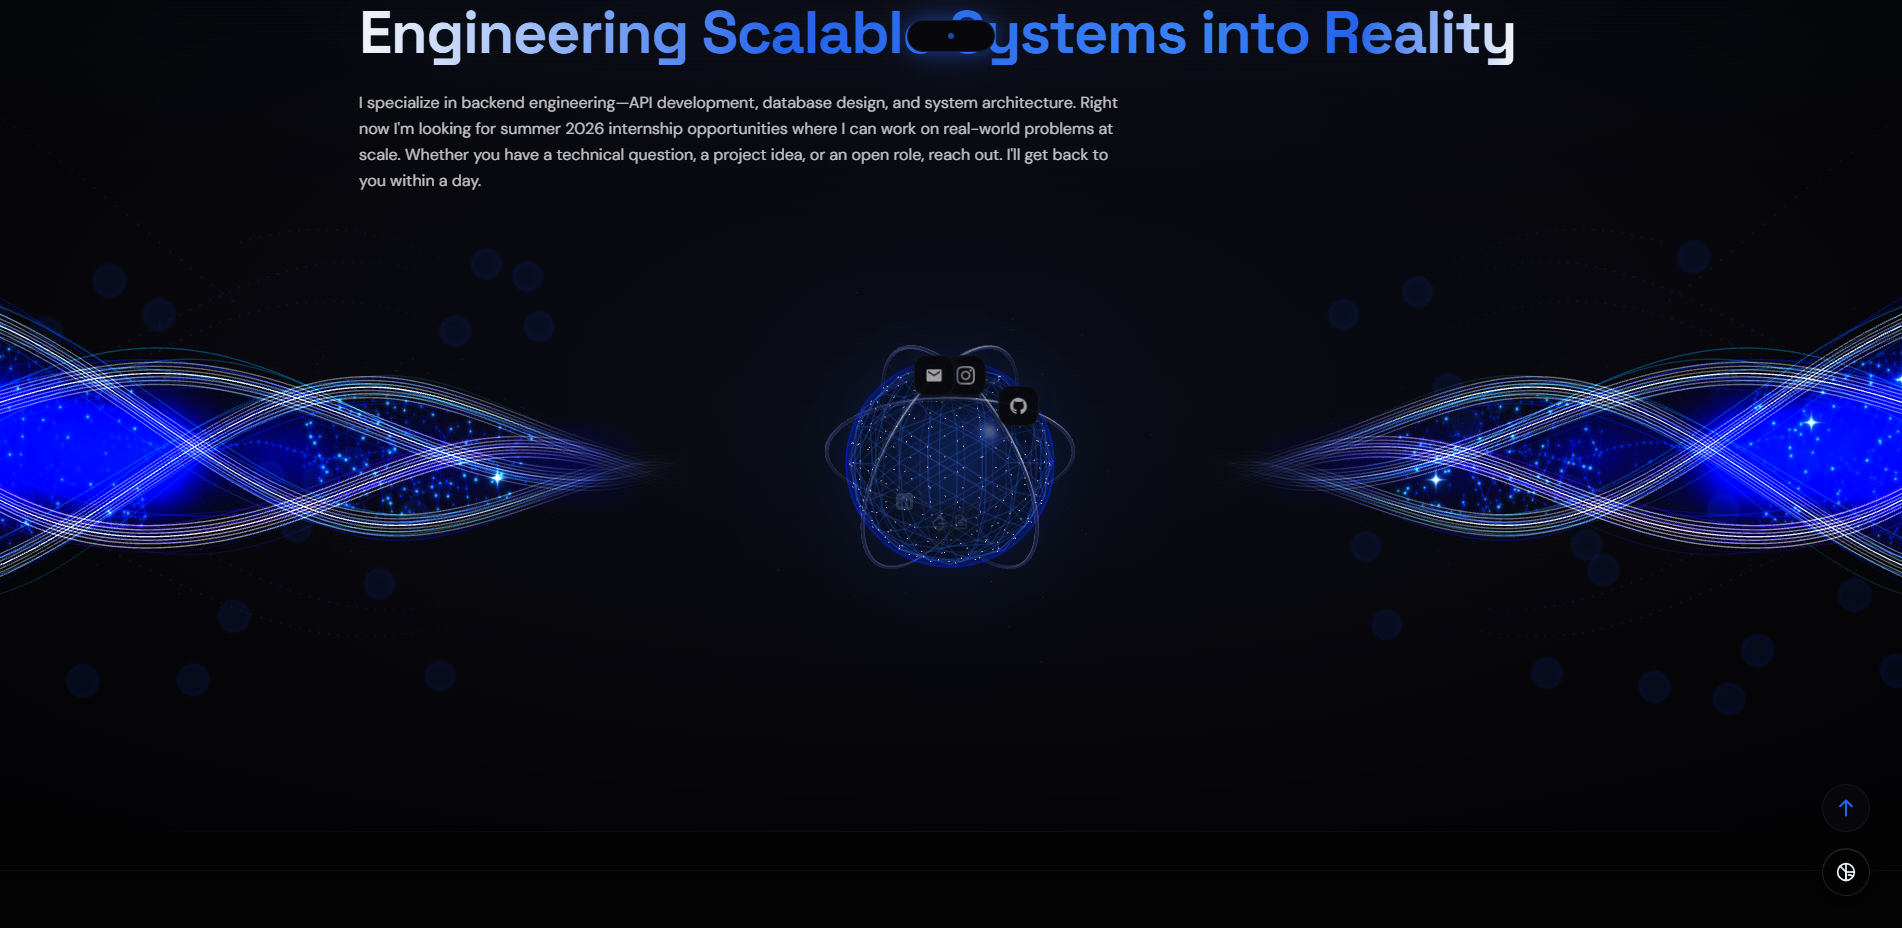 Engineering Scalable Systems into Reality
I specialize in backend engineering—API development, database design, and system architecture. Right
now I'm looking for summer 2026 internship opportunities where I can work on real-world problems at
scale. Whether you have a technical question, a project idea, or an open role, reach out. I'll get back to
you within a day.